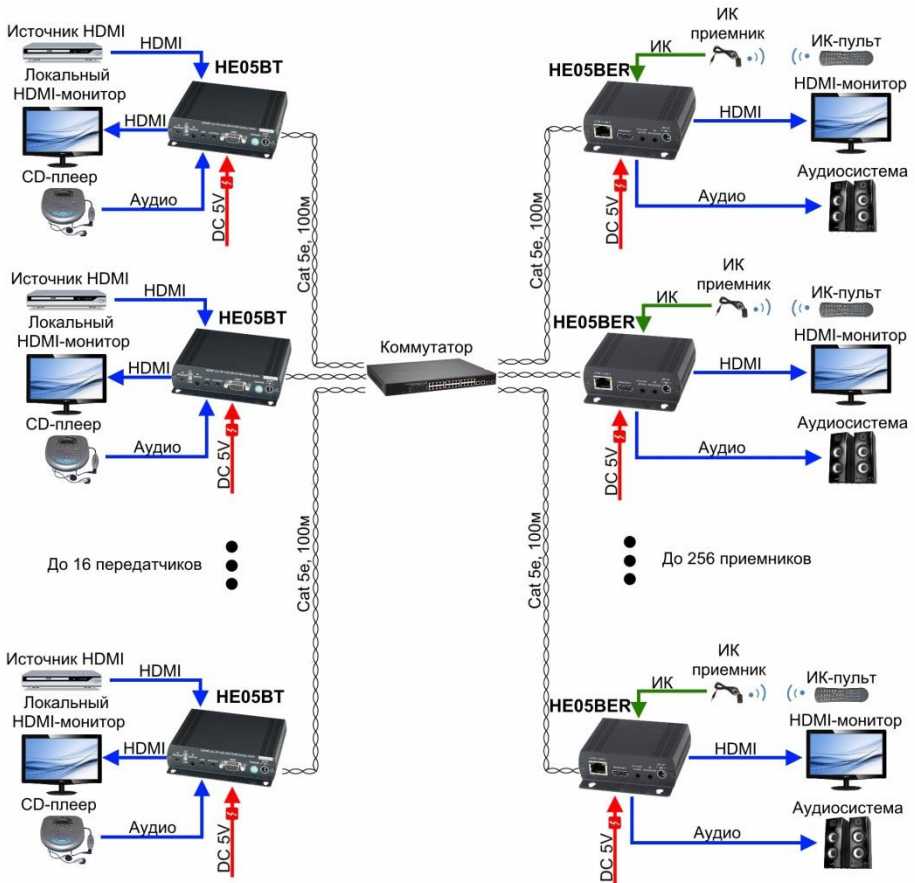 Источник HDMI
HDMI
HE05BT
Локальный
HDMI-монитор
HDMI
CD-плеер
Аудио
DC 5V
Cat 5e, 100м
ИК
приемник
ИК
ИК-пульт
HE05BER
HDMI-монитор
HDMI
Аудиосистема
Аудио
DC 5V
Cat 5e, 100м
Источник HDMI
HDMI
HE05BT
Локальный
HDMI-монитор
HDMI
CD-плеер
Аудио
DC 5V
Коммутатор
ИК
приемник
ИК
ИК-пульт
HE05BER
HDMI-монитор
HDMI
Аудиосистема
Аудио
DC 5V
До 16 передатчиков
Cat 5e, 100м
Cat 5e, 100м
До 256 приемников
Источник HDMI
HDMI
HE05BT
Локальный
HDMI-монитор
HDMI
CD-плеер
Аудио
DC 5V
ИК
приемник
ИК
ИК-пульт
HE05BER
HDMI-монитор
HDMI
Аудиосистема
Аудио
DC 5V